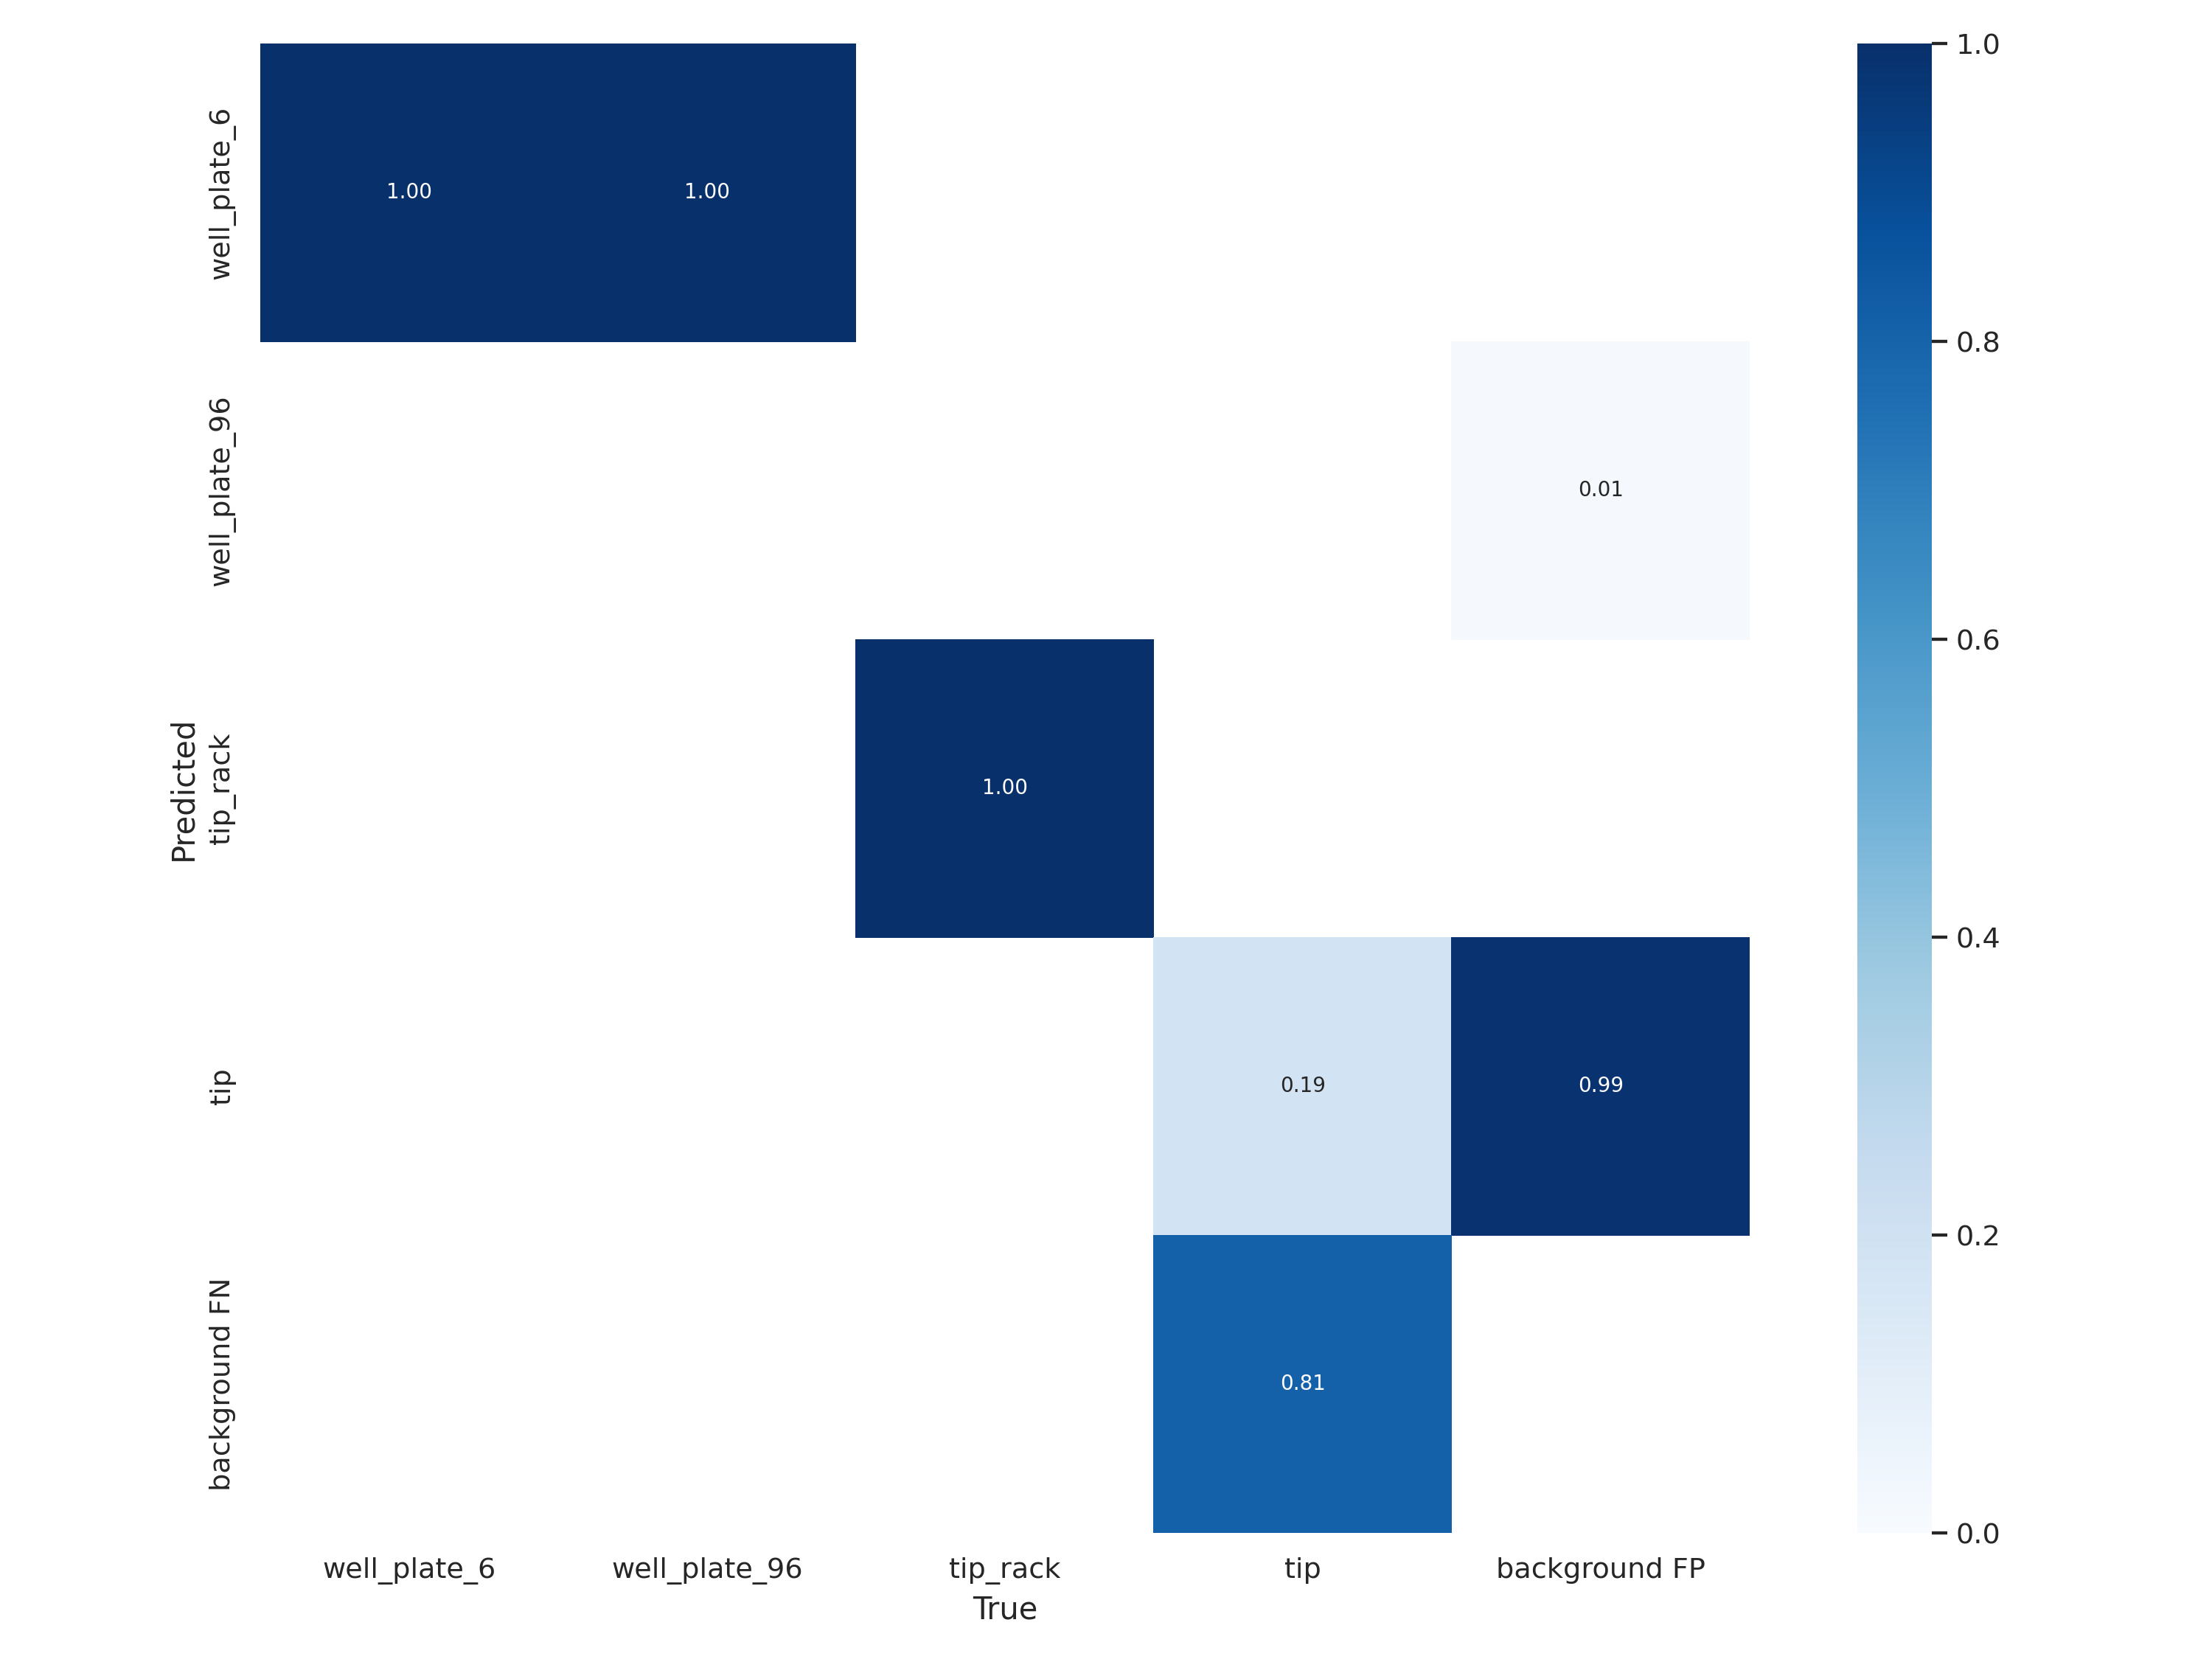 well_plate_6
well_plate_96
tip_rack
tip
background FN
Predicted
1.00
1.00
0.01
1.00
0.19
0.99
0.81
well_plate_6
well_plate_96
tip_rack
tip
background FP
True
1.0
0.8
0.6
0.4
0.2
0.0